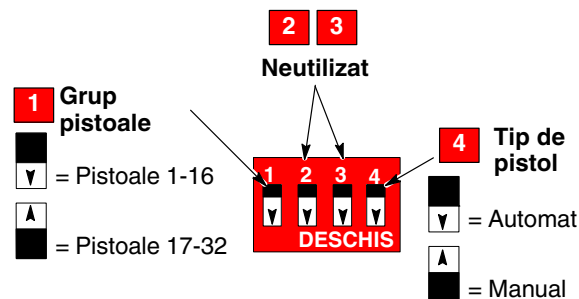 2 3
Neutilizat
1 Grup
pistoale
= Pistoale 1-16
= Pistoale 17-32
1 2 3 4
DESCHIS
4 Tip de
pistol
= Automat
= Manual